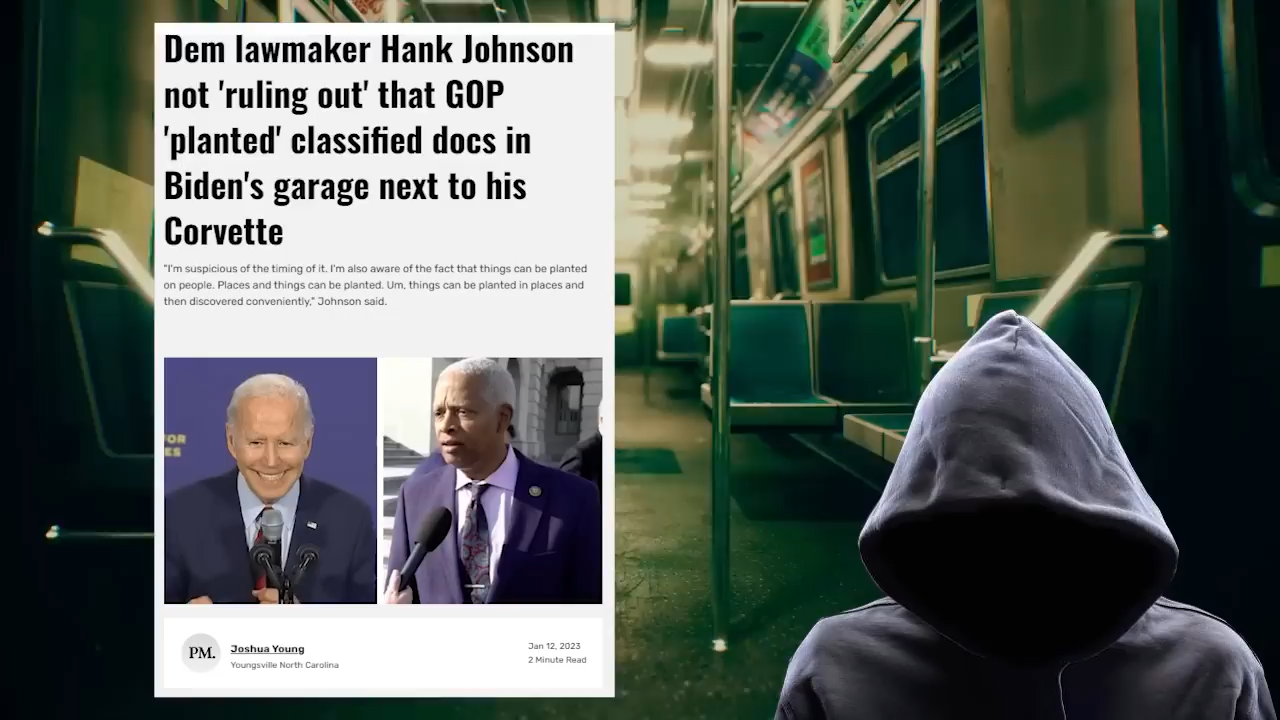 Dem lawmaker Hank Johnson
not 'ruling out' that GOP
'planted' classified docs in
Biden's garage next to his
Corvette
"I'm suspicious of the timing of it. I'm also aware of the fact that things can be planted
on people. Places and things can be planted. Um, things can be planted in places and
then discovered conveniently," Johnson said.
FOR
ES
PM.
Joshua Young
Youngsville North Carolina
Jan 12, 2023
2 Minute Read